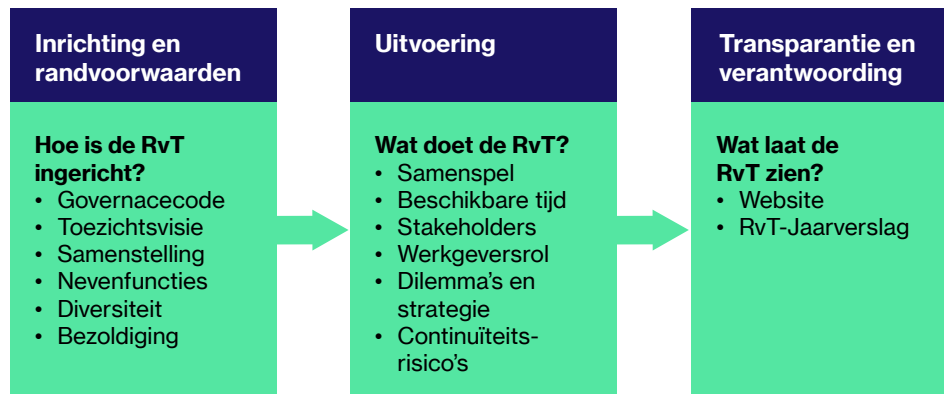 Inrichting en
randvoorwaarden
Hoe is de RvT
ingericht?
• Governacecode
• Toezichtsvisie
• Samenstelling
• Nevenfuncties
• Diversiteit
• Bezoldiging
Uitvoering
Wat doet de RvT?
• Samenspel
• Beschikbare tijd
• Stakeholders
• Werkgeversrol
• Dilemma’s en
strategie
• Continuïteits-
risico’s
Transparantie en
verantwoording
Wat laat de
RvT zien?
• Website
• RvT-Jaarverslag